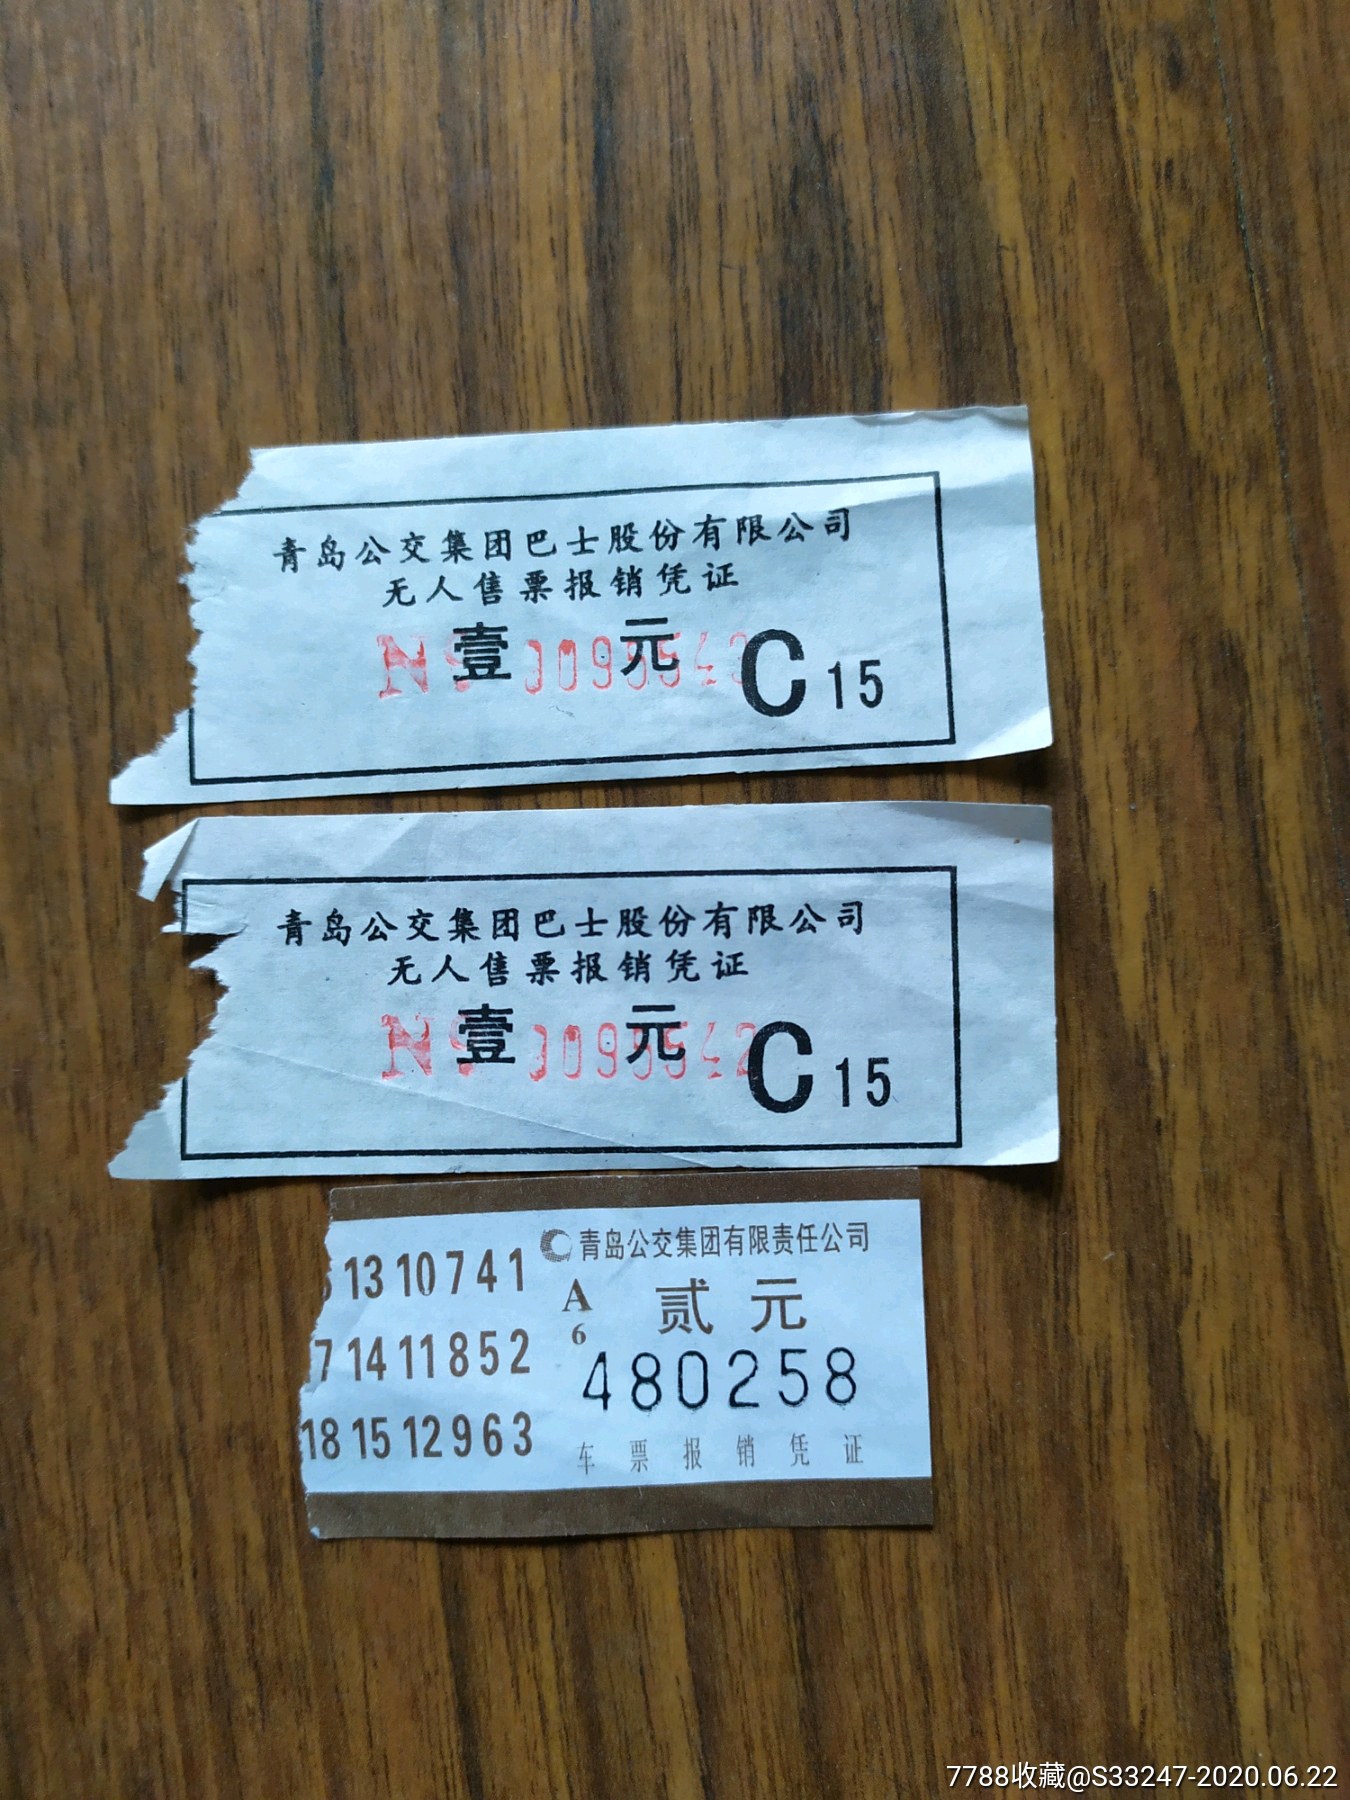 青岛公交集团巴士股份有限公司
无人售票报销凭证
壹 元 C 15
青岛公交集团巴士股份有限公司
无人售票报销凭证
壹 元 C 15
青岛公交集团有限责任公司
13 10 7 4 1
A
6
贰元
7 14 11 8 5 2
480258
18 15 12 9 6 3
车票报销凭证
7788收藏@S33247-2020.06.22